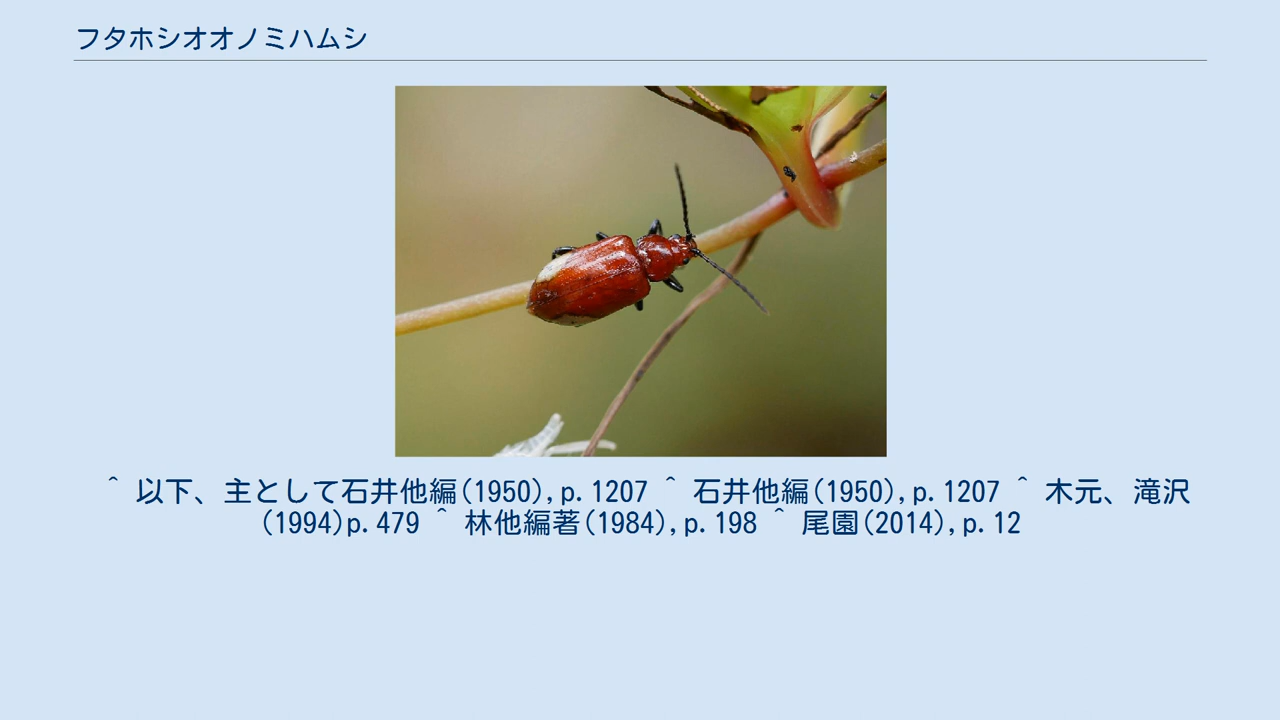 フタホシオオノミハムシ
^ 以下、主として石井他編(1950),p.1207 ^ 石井他編(1950),p.1207 ^ 木元、滝沢
(1994)p.479 ^ 林他編著(1984),p.198 ^ 尾園(2014),p.12